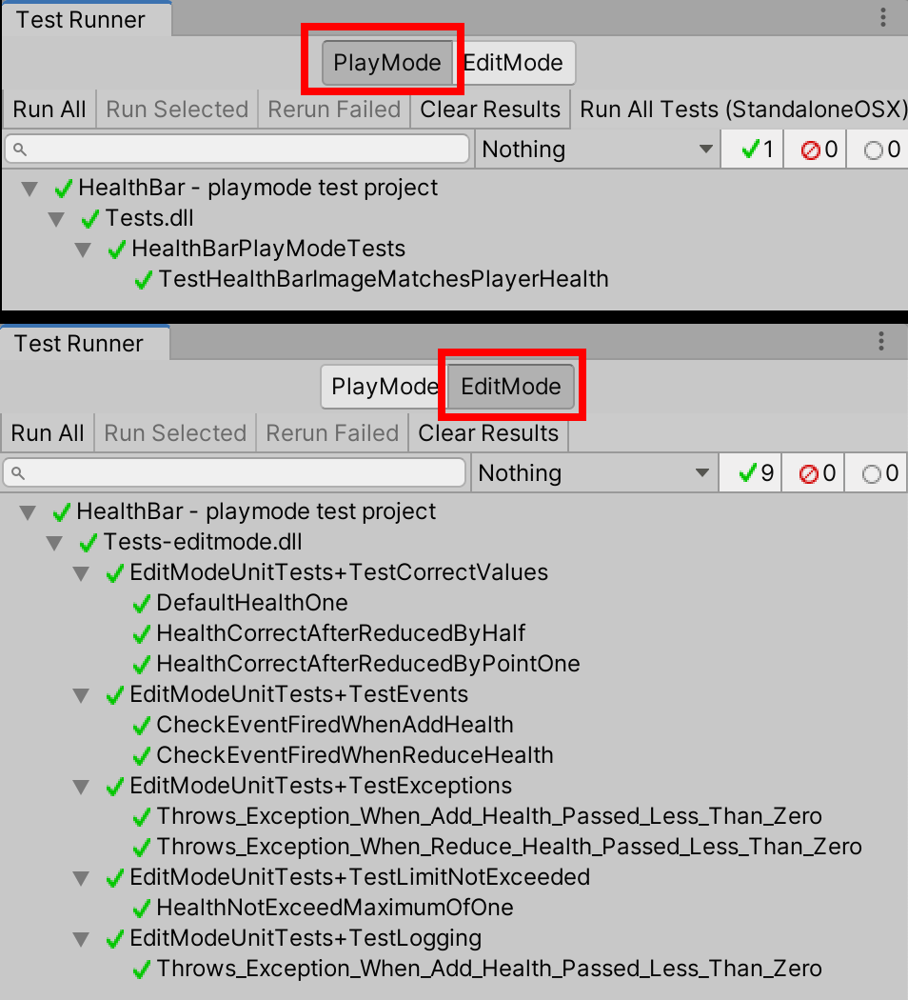 Test Runner
PlayMode EditMode
Run All Run Selected Rerun Failed Clear Results Run All Tests (StandaloneOSX)
Nothing 1 0 0
HealthBar - playmode test project
Tests.dll
HealthBarPlayModeTests
TestHealthBarImageMatchesPlayerHealth
Test Runner
PlayMode EditMode
Run All Run Selected Rerun Failed Clear Results
Nothing 9 0 0
HealthBar - playmode test project
Tests-editmode.dll
EditModeUnitTests+TestCorrectValues
DefaultHealthOne
HealthCorrectAfterReducedByHalf
HealthCorrectAfterReducedByPointOne
EditModeUnitTests+TestEvents
CheckEventFiredWhenAddHealth
CheckEventFiredWhenReduceHealth
EditModeUnitTests+TestExceptions
Throws_Exception_When_Add_Health_Passed_Less_Than_Zero
Throws_Exception_When_Reduce_Health_Passed_Less_Than_Zero
EditModeUnitTests+TestLimitNotExceeded
HealthNotExceedMaximumOfOne
EditModeUnitTests+TestLogging
Throws_Exception_When_Add_Health_Passed_Less_Than_Zero